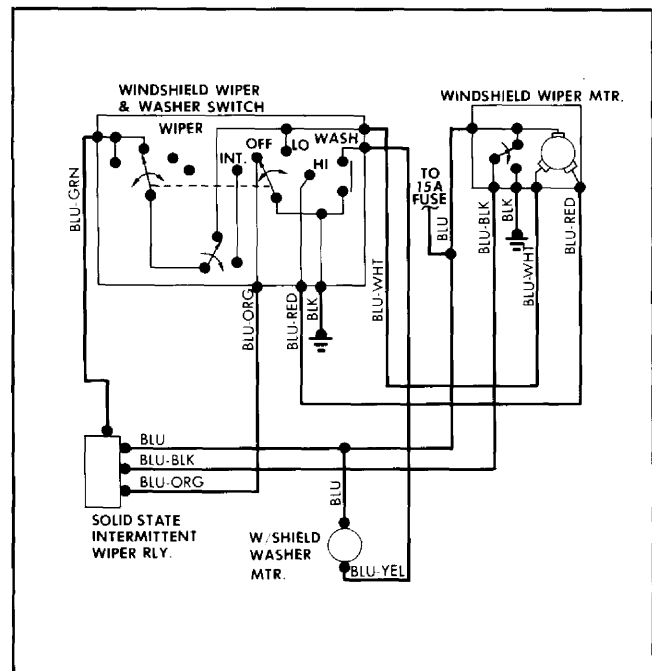 WINDSHIELD WIPER
& WASHER SWITCH
WIPER
OFF
LO
WASH
INT.
HI
WINDSHIELD WIPER MTR.
TO
15A
FUSE
BLU-GRN
BLU-ORG
BLU-RED
BLK
BLU-WHT
BLU
BLU-BLK
BLK
BLU-WHT
BLU-RED
BLU
BLU-BLK
BLU-ORG
SOLID STATE
INTERMITTENT
WIPER RLY.
BLU
W/SHIELD
WASHER
MTR.
BLU-YEL